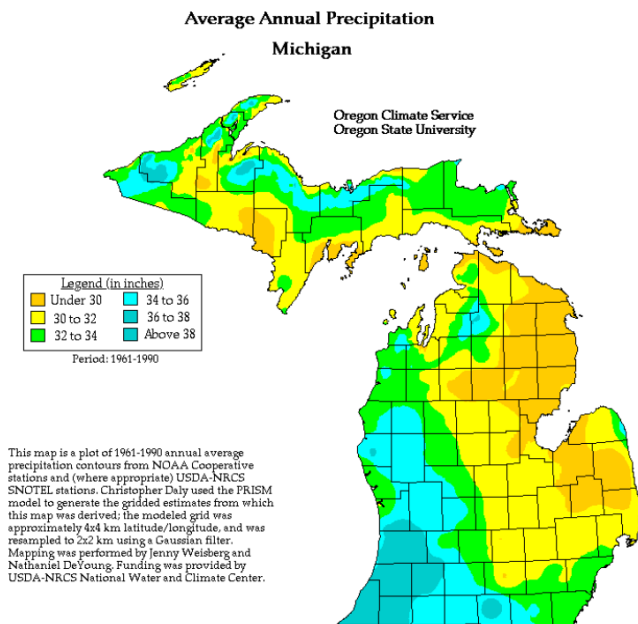 Average Annual Precipitation
Michigan
Oregon Climate Service
Oregon State University
Legend (in inches)
Under 30
34 to 36
30 to 32
36 to 38
32 to 34
Above 38
Period: 1961-1990
This map is a plot of 1961-1990 annual average
precipitation contours from NOAA Cooperative
stations and (where appropriate) USDA-NRCS
SNOTEL stations. Christopher Daly used the PRISM
model to generate the gridded estimates from which
this map was derived; the modeled grid was
approximately 4x4 km latitude/longitude, and was
resampled to 2x2 km using a Gaussian filter.
Mapping was performed by Jenny Weisberg and
Nathaniel DeYoung. Funding was provided by
USDA-NRCS National Water and Climate Center.